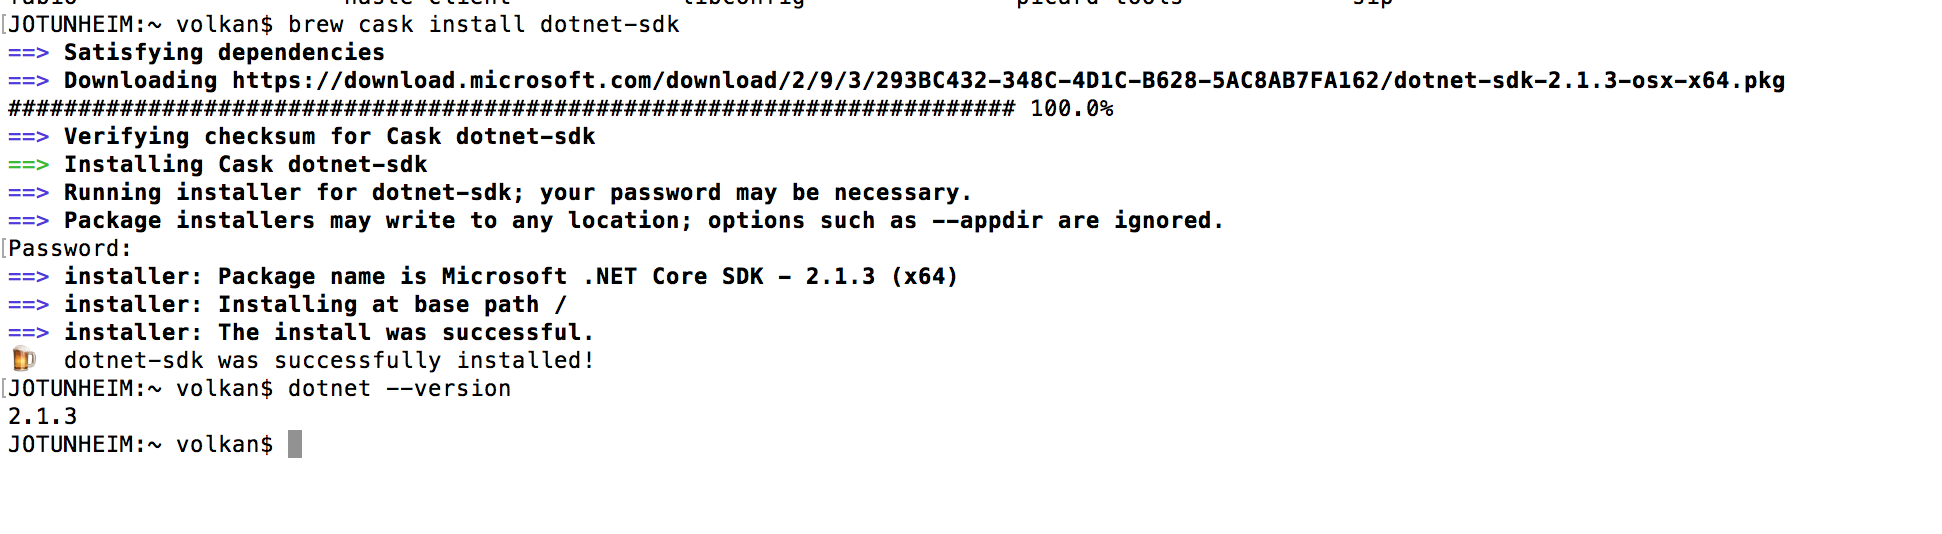 JOTUNHEIM:~ volkan$ brew cask install dotnet-sdk
==> Satisfying dependencies
==> Downloading https://download.microsoft.com/download/2/9/3/293BC432-348C-4D1C-B628-5AC8AB7FA162/dotnet-sdk-2.1.3-osx-x64.pkg
######################################################################## 100.0%
==> Verifying checksum for Cask dotnet-sdk
==> Installing Cask dotnet-sdk
==> Running installer for dotnet-sdk; your password may be necessary.
==> Package installers may write to any location; options such as --appdir are ignored.
Password:
==> installer: Package name is Microsoft .NET Core SDK - 2.1.3 (x64)
==> installer: Installing at base path /
==> installer: The install was successful.
🍺  dotnet-sdk was successfully installed!
JOTUNHEIM:~ volkan$ dotnet --version
2.1.3
JOTUNHEIM:~ volkan$